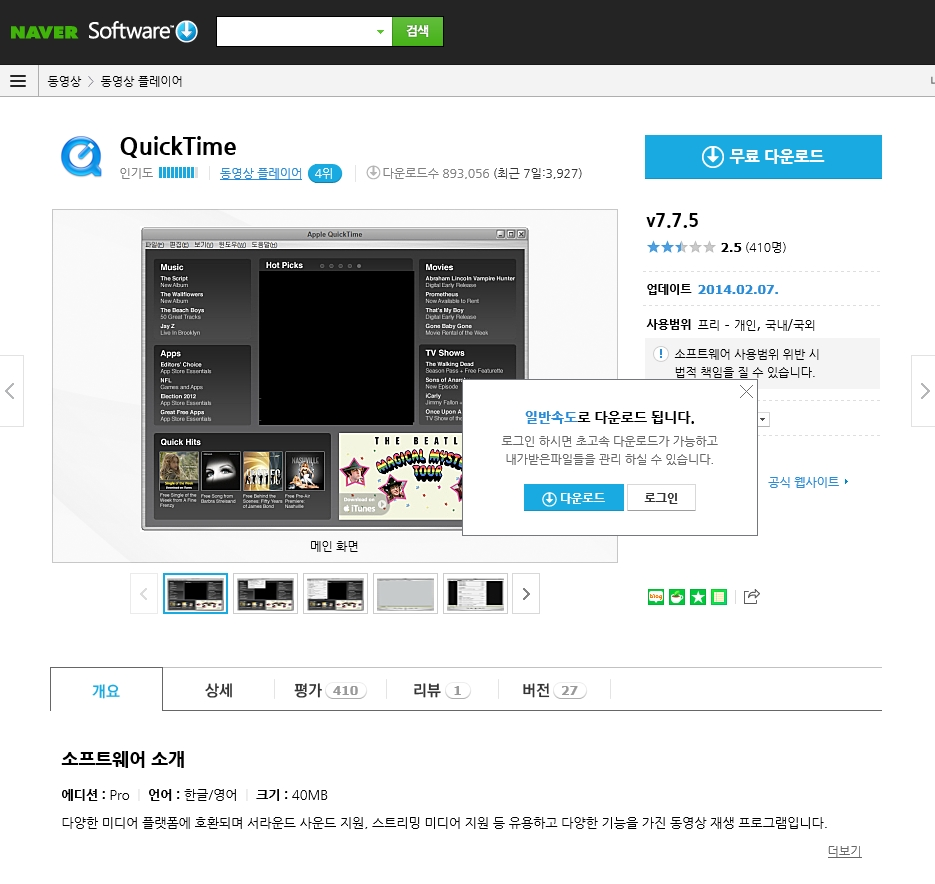 NAVER Software™ 검색
동영상 > 동영상 플레이어
QuickTime
인기도 동영상 플레이어 4위 다운로드수 893,056 (최근 7일:3,927)
무료 다운로드
Apple QuickTime
파일(F) 편집(E) 보기(V) 윈도우(W) 도움말(H)
Music
The Script
New Album
The Wallflowers
New Album
The Beach Boys
50 Great Tracks
Jay Z
Live in Brooklyn
Hot Picks
Movies
Abraham Lincoln Vampire Hunter
Digital Early Release
Prometheus
Now Available to Rent
That's My Boy
Digital Early Release
Gone Baby Gone
Movie Rental of the Week
Apps
Editors' Choice
App Store Essentials
NFL
Games and Apps
Election 2012
App Store Essentials
Great Free Apps
App Store Essentials
TV Shows
The Walking Dead
Season Pass + Free Featurette
Sons of Anar
New Episode
iCarly
Jimmy Fallon +
Once Upon A
TV Show of the
Quick Hits
Free Single of the
Week from A Fine
Frenzy
Free Song from
Barbra Streisand
Free Behind the
Scenes: Fifty Years
of James Bond
NASHVILLE
Free Pre-Air
Premiere:
Nashville
THE BEATL
MAGICAL MYSTE
TOUR
Download on
iTunes
메인 화면
v7.7.5
2.5 (410명)
업데이트 2014.02.07.
사용범위 프리 - 개인, 국내/국외
소프트웨어 사용범위 위반 시
법적 책임을 질 수 있습니다.
일반속도로 다운로드 됩니다.
로그인 하시면 초고속 다운로드가 가능하고
내가받은파일들을 관리 하실 수 있습니다.
다운로드 로그인
공식 웹사이트
blog
개요 상세 평가 410 리뷰 1 버전 27
소프트웨어 소개
에디션 : Pro 언어 : 한글/영어 크기 : 40MB
다양한 미디어 플랫폼에 호환되며 서라운드 사운드 지원, 스트리밍 미디어 지원 등 유용하고 다양한 기능을 가진 동영상 재생 프로그램입니다.
더보기